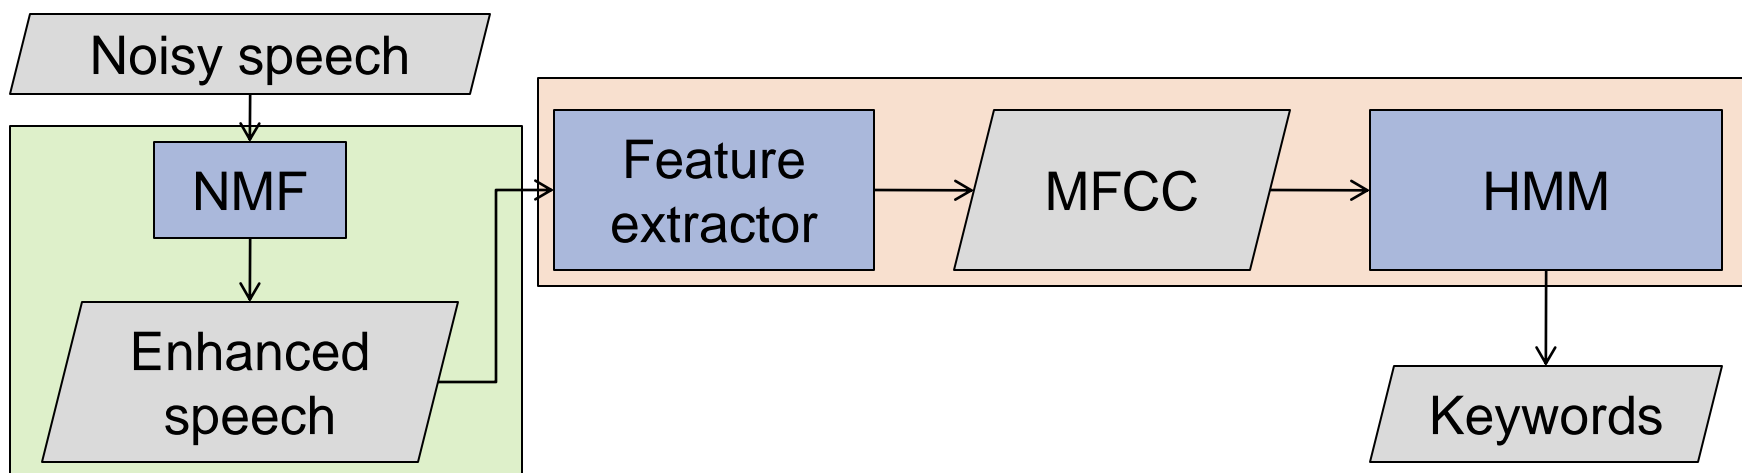 Noisy speech
NMF
Enhanced
speech
Feature
extractor
MFCC
HMM
Keywords